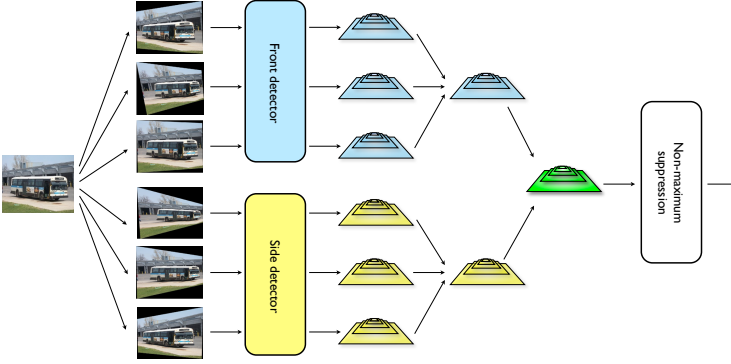 Front detector
Side detector
Non-maximum
suppression